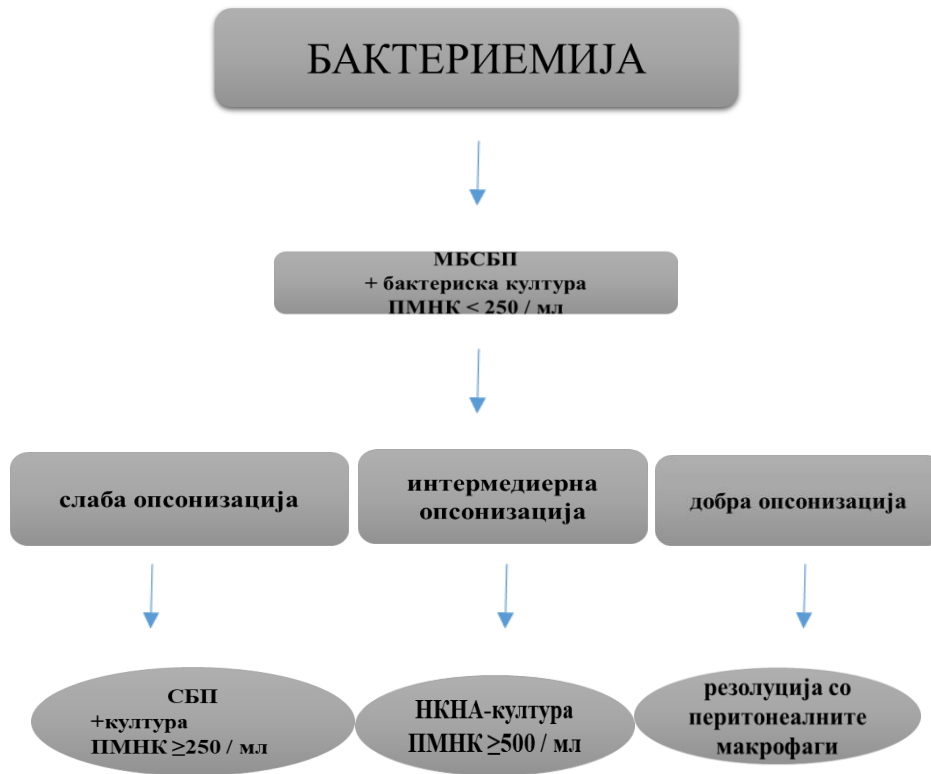 БАКТЕРИЕМИЈА
МБСБП
+ бактериска култура
ПМНК < 250 / мл
слаба опсонизација
интермедиерна
опсонизација
добра опсонизација
СБП
+култура
ПМНК ≥250 / мл
НКНА-култура
ПМНК ≥500 / мл
резолуција со
перитонеалните
макрофаги